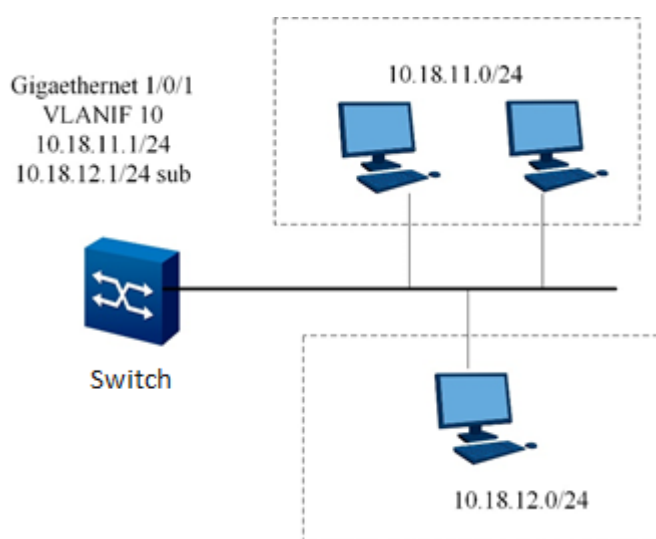 Gigaethernet 1/0/1
VLANIF 10
10.18.11.1/24
10.18.12.1/24 sub
10.18.11.0/24
Switch
10.18.12.0/24